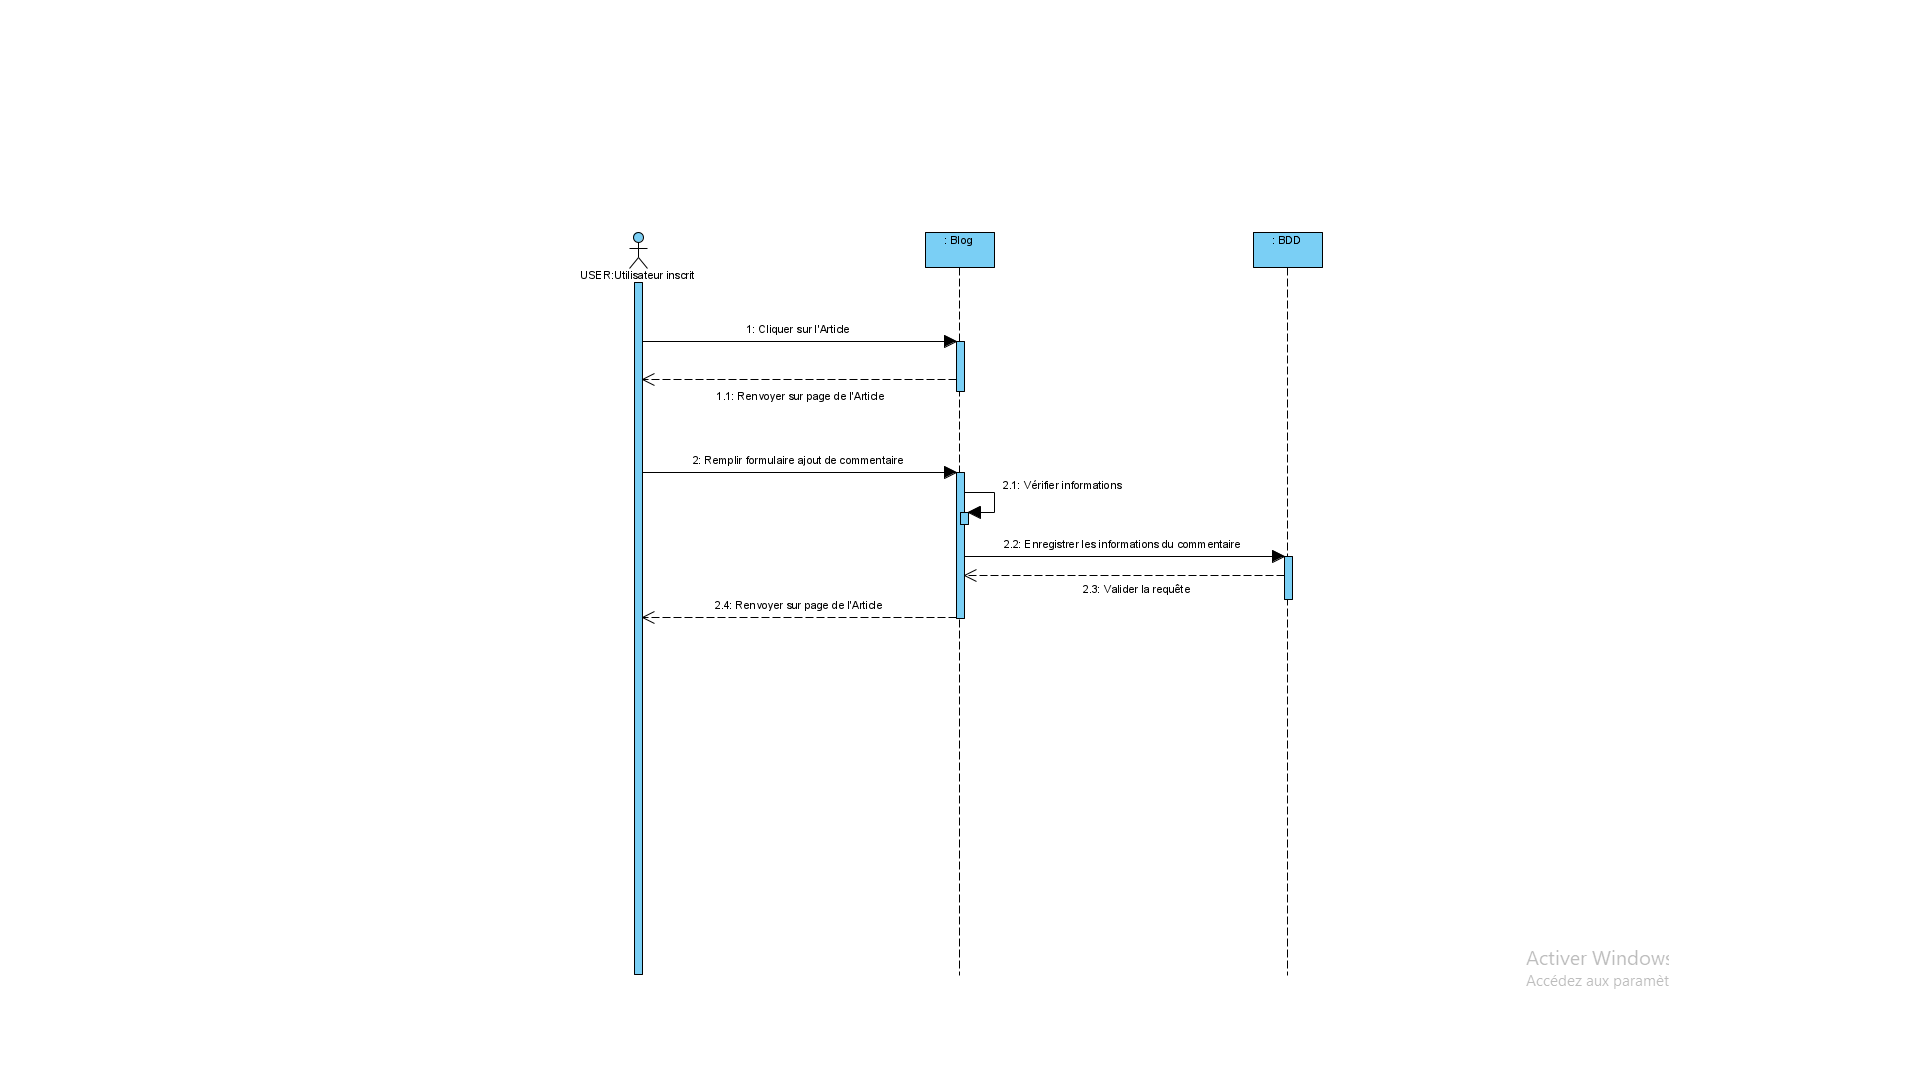 : Blog
: BDD
USER:Utilisateur inscrit
1: Cliquer sur l'Article
1.1: Renvoyer sur page de l'Article
2: Remplir formulaire ajout de commentaire
2.1: Vérifier informations
2.2: Enregistrer les informations du commentaire
2.3: Valider la requête
2.4: Renvoyer sur page de l'Article
Activer Windows
Accédez aux paramèt